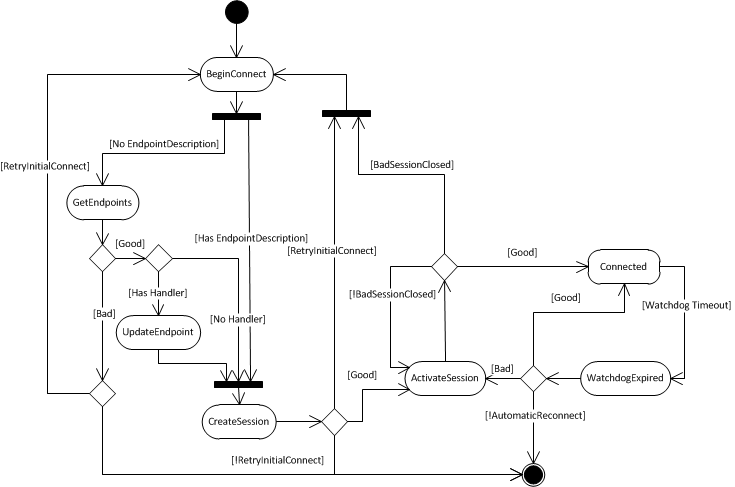 BeginConnect
[No EndpointDescription]
[RetryInitialConnect]
[BadSessionClosed]
GetEndpoints
[Has EndpointDescription]
[RetryInitialConnect]
[Good]
[Good]
Connected
[Has Handler]
[!BadSessionClosed]
[Good]
[Watchdog Timeout]
[Bad]
[No Handler]
UpdateEndpoint
[Good]
ActivateSession
[Bad]
WatchdogExpired
CreateSession
[!AutomaticReconnect]
[!RetryInitialConnect]